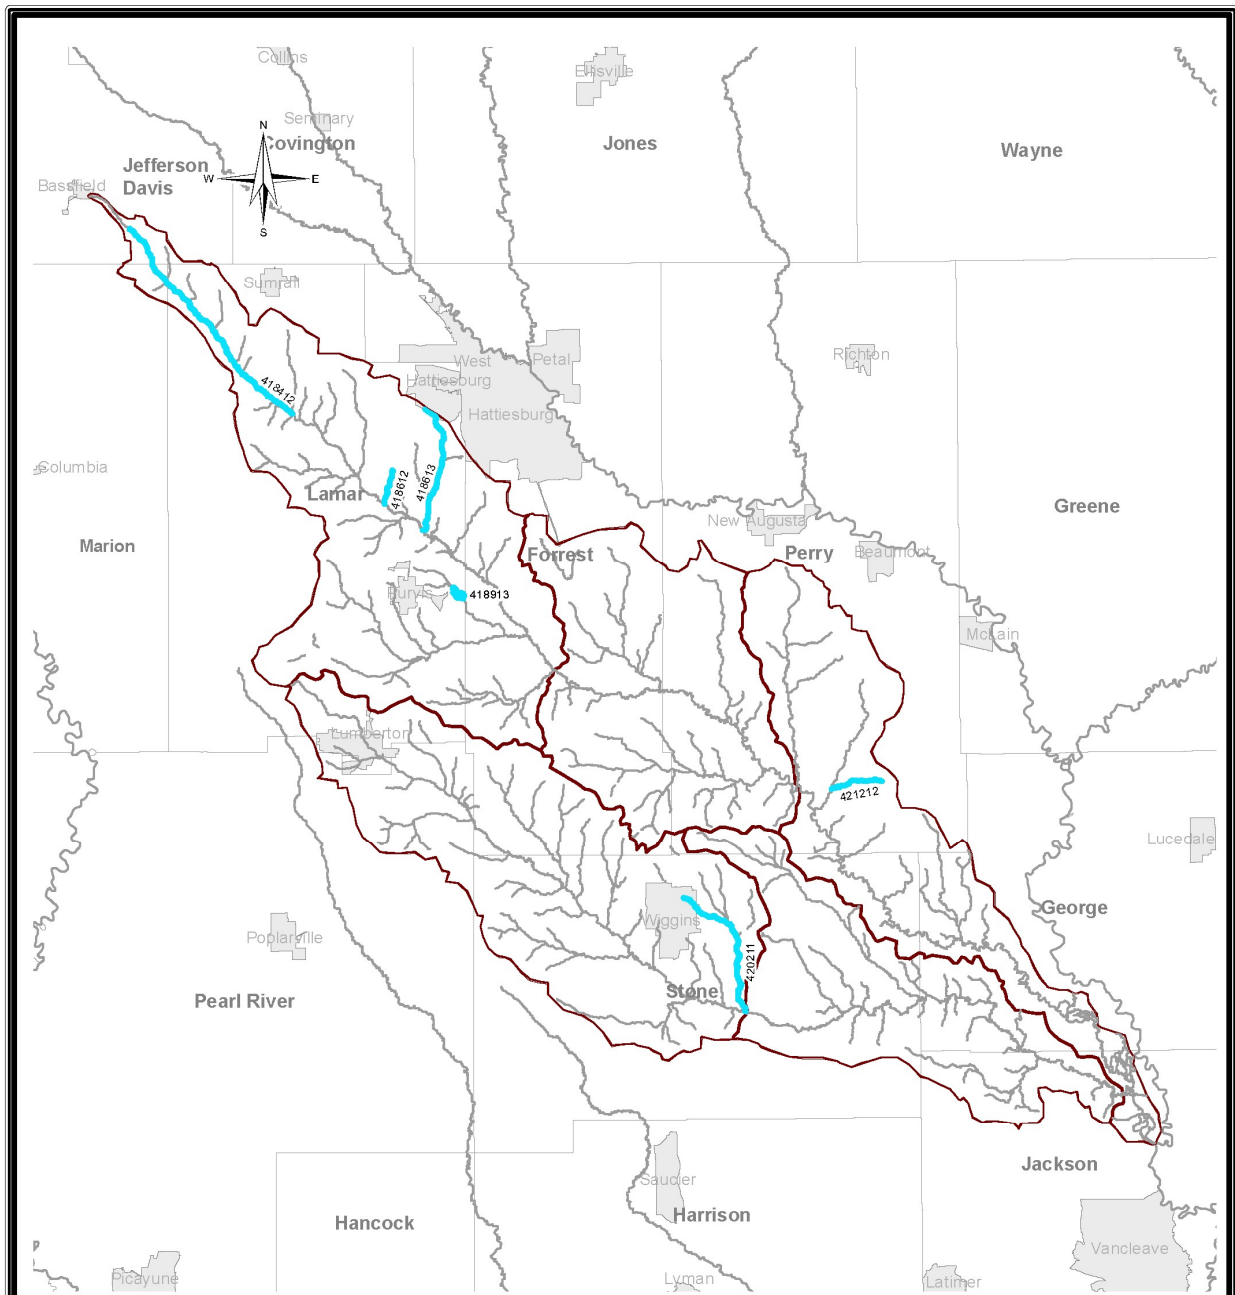 Collins
Ellisville
Seminary
N
Covington
Jones
Wayne
Jefferson
Davis
Bassfield
W
E
S
Sumrall
West
Hattiesburg
Petal
Richton
Hattiesburg
418412
Columbia
418612
418613
Lamar
Greene
New Augusta
Marion
Forrest
Perry
Beaumont
Purvis
418913
McLain
Lumberton
421212
Lucedale
George
Wiggins
Poplarville
420211
Stone
Pearl River
Jackson
Saucier
Harrison
Hancock
Vancleave
Picayune
Lyman
Latimer